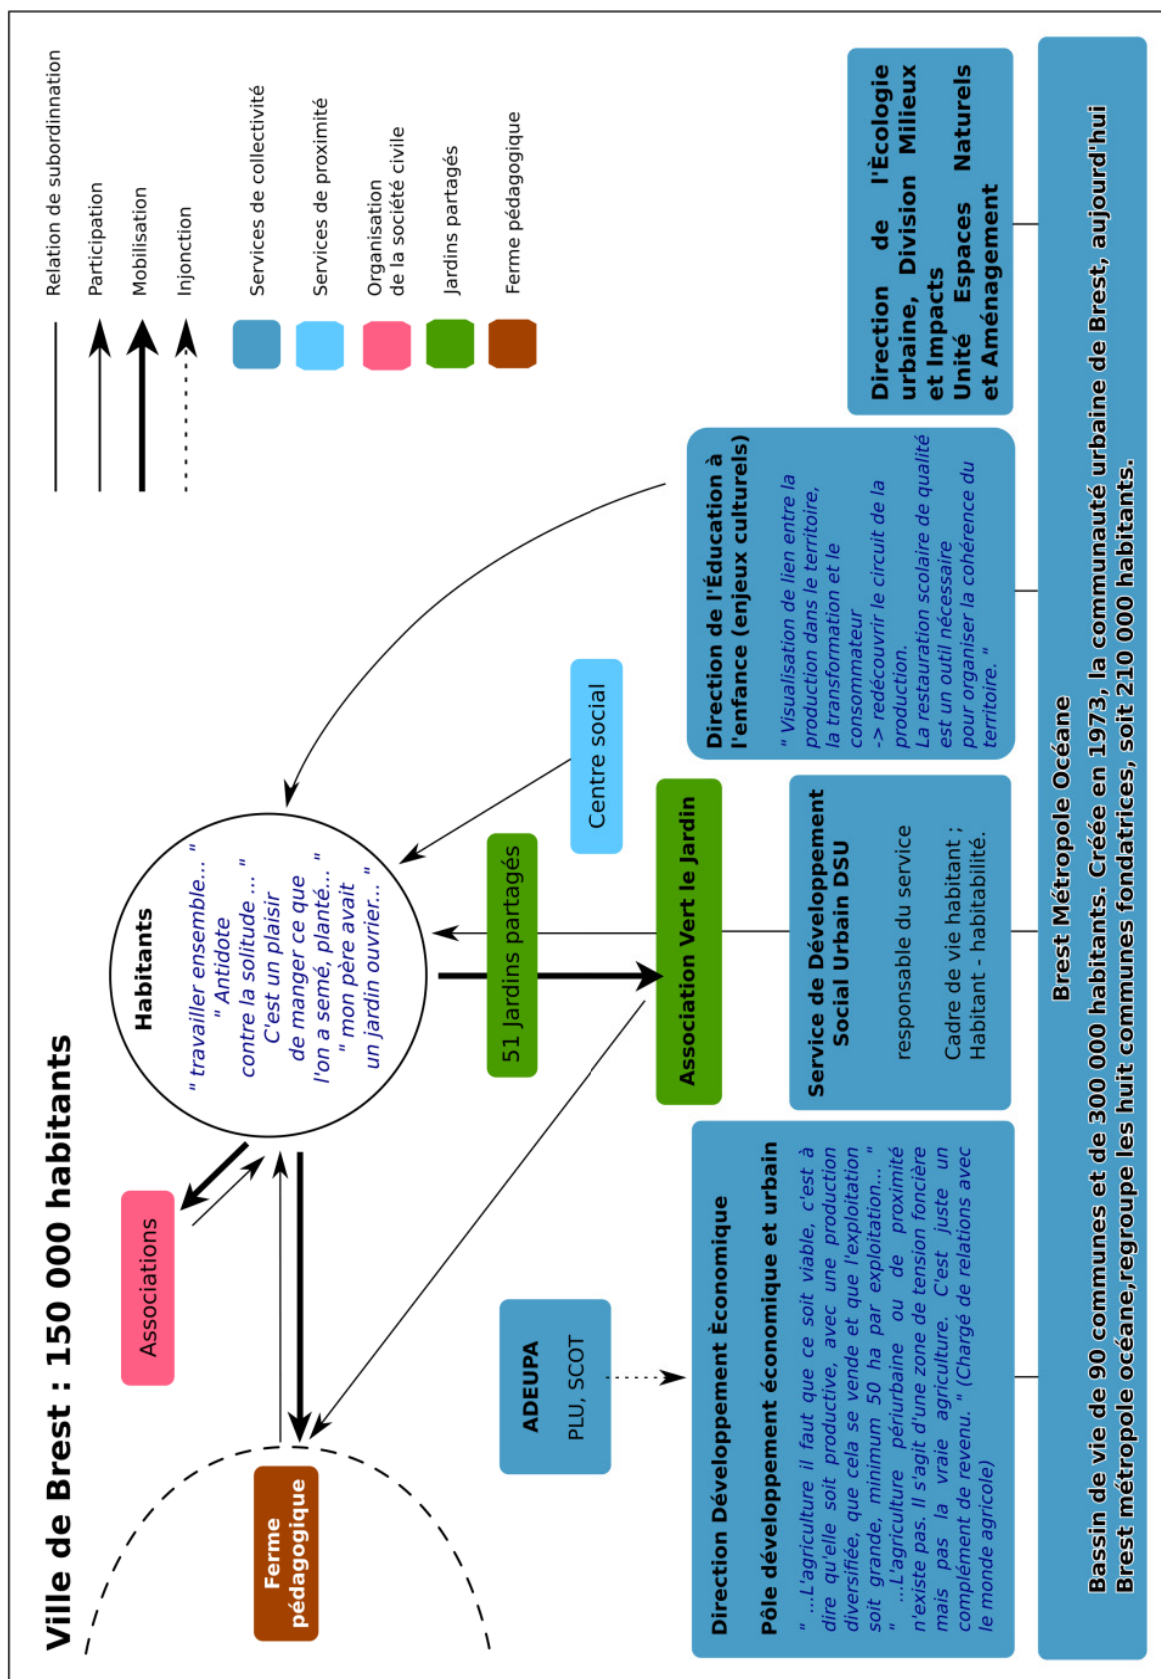 Ville de Brest : 150 000 habitants
Relation de subordinnation
Participation
Mobilisation
Injonction
Services de collectivité
Services de proximité
Organisation
de la société civile
Jardins partagés
Ferme pédagogique
Associations
Habitants
" travailler ensemble... "
" Antidote
contre la solitude ... "
C'est un plaisir
de manger ce que
l'on a semé, planté... "
" mon père avait
un jardin ouvrier... "
Ferme
pédagogique
51 Jardins partagés
Centre social
Association Vert le Jardin
ADEUPA
PLU, SCOT
Direction Développement Èconomique
Pôle développement économique et urbain
" ...L'agriculture il faut que ce soit viable, c'est à
dire qu'elle soit productive, avec une production
diversifiée, que cela se vende et que l'exploitation
soit grande, minimum 50 ha par exploitation... "
" ...L'agriculture périurbaine ou de proximité
n'existe pas. Il s'agit d'une zone de tension foncière
mais pas la vraie agriculture. C'est juste un
complément de revenu. " (Chargé de relations avec
le monde agricole)
Service de Développement
Social Urbain DSU
responsable du service
Cadre de vie habitant ;
Habitant - habitabilité.
Direction de l'Éducation à
l'enfance (enjeux culturels)
" Visualisation de lien entre la
production dans le territoire,
la transformation et le
consommateur
-> redécouvrir le circuit de la
production.
La restauration scolaire de qualité
est un outil nécessaire
pour organiser la cohérence du
territoire. "
Direction de l'Ècologie
urbaine, Division Milieux
et Impacts
Unité Espaces Naturels
et Aménagement
Brest Métropole Océane
Bassin de vie de 90 communes et de 300 000 habitants. Créée en 1973, la communauté urbaine de Brest, aujourd'hui
Brest métropole océane,regroupe les huit communes fondatrices, soit 210 000 habitants.